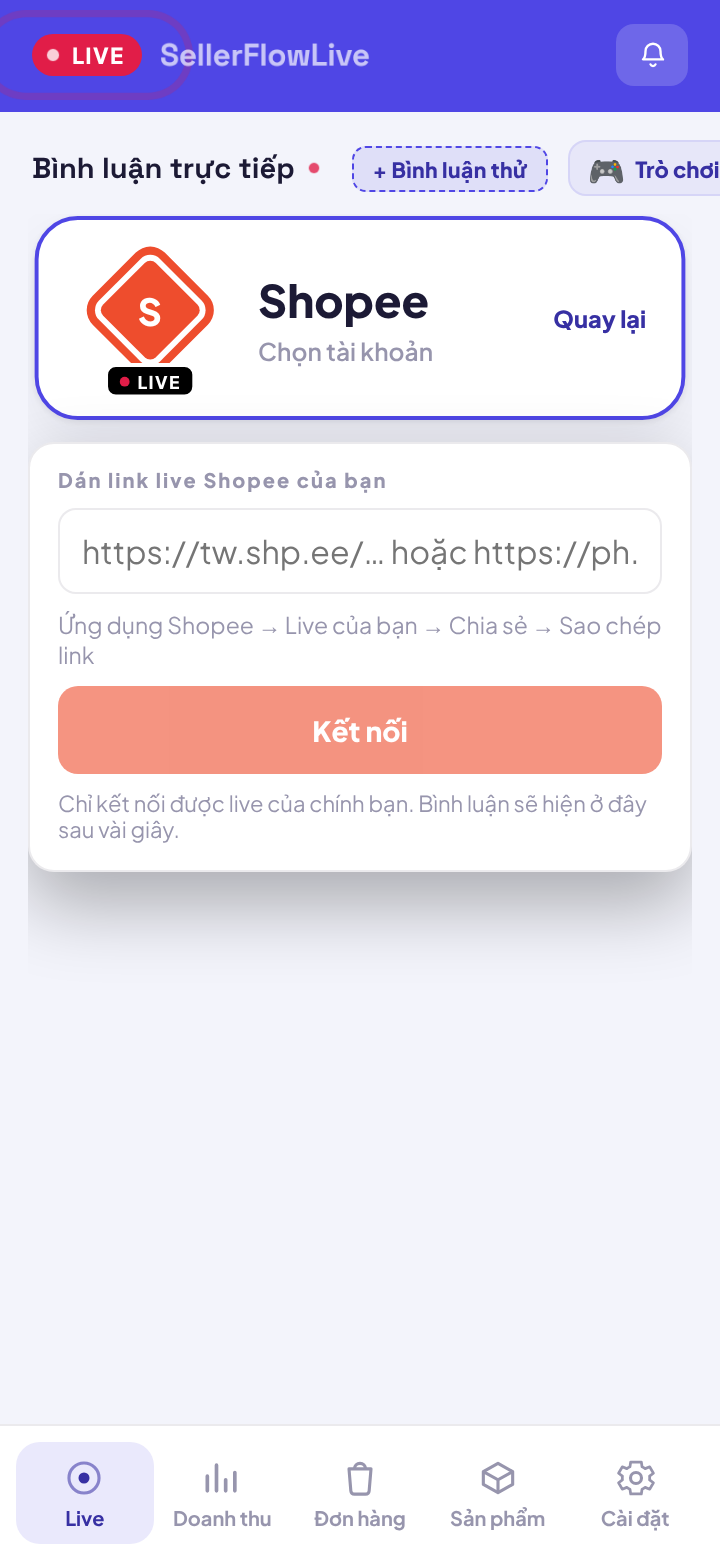 LIVE SellerFlowLive
Bình luận trực tiếp + Bình luận thử 🎮 Trò chơi
S
LIVE
Shopee
Chọn tài khoản
Quay lại
Dán link live Shopee của bạn
https://tw.shp.ee/… hoặc https://ph.
Ứng dụng Shopee → Live của bạn → Chia sẻ → Sao chép
link
Kết nối
Chỉ kết nối được live của chính bạn. Bình luận sẽ hiện ở đây
sau vài giây.
Live Doanh thu Đơn hàng Sản phẩm Cài đặt